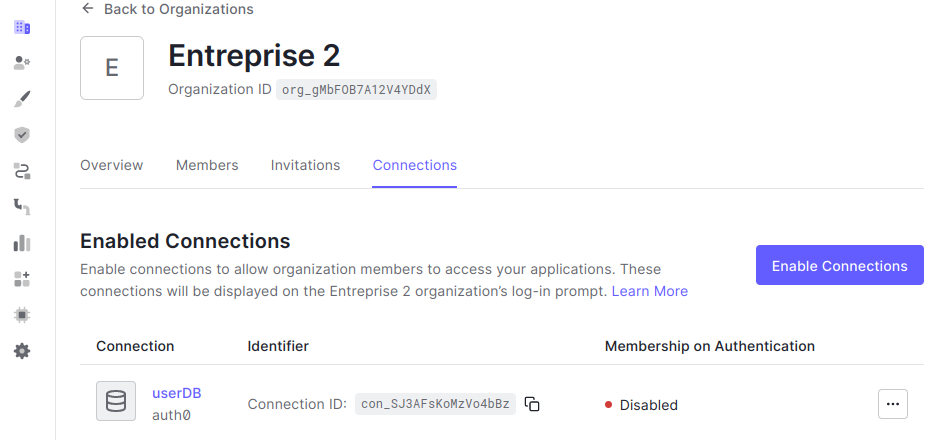 Back to Organizations
E
Entreprise 2
Organization ID org_gMbFOB7A12V4YDdX
Overview Members Invitations Connections
Enabled Connections
Enable connections to allow organization members to access your applications. These
connections will be displayed on the Entreprise 2 organization’s log-in prompt. Learn More
Enable Connections
Connection Identifier Membership on Authentication
userDB
auth0
Connection ID: con_SJ3AFsKoMzVo4bBz
Disabled